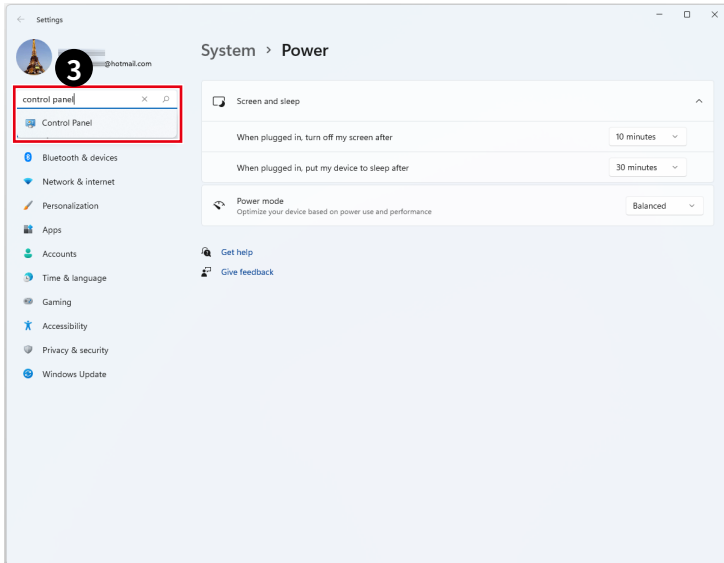 Settings
@hotmail.com
3
control panel
Control Panel
Bluetooth & devices
Network & internet
Personalization
Apps
Accounts
Time & language
Gaming
Accessibility
Privacy & security
Windows Update
System > Power
Screen and sleep
When plugged in, turn off my screen after
10 minutes
When plugged in, put my device to sleep after
30 minutes
Power mode
Optimize your device based on power use and performance
Balanced
Get help
Give feedback